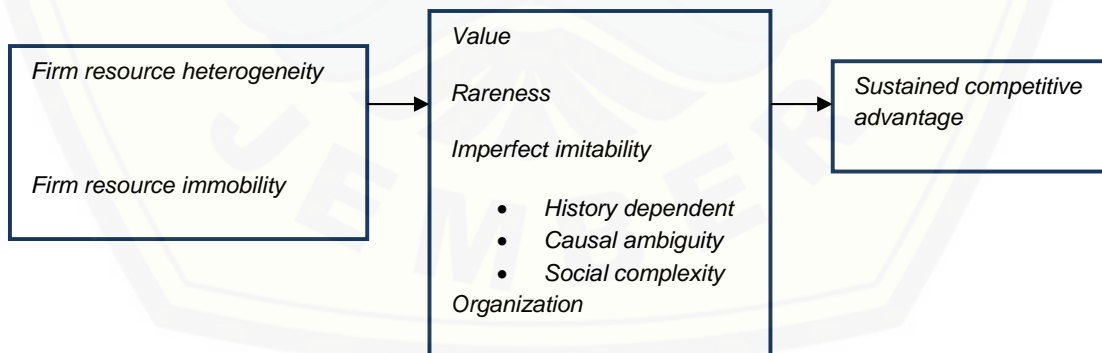 Firm resource heterogeneity
Firm resource immobility
Value
Rareness
Imperfect imitability
• History dependent
• Causal ambiguity
• Social complexity
Organization
Sustained competitive
advantage
JEMBER